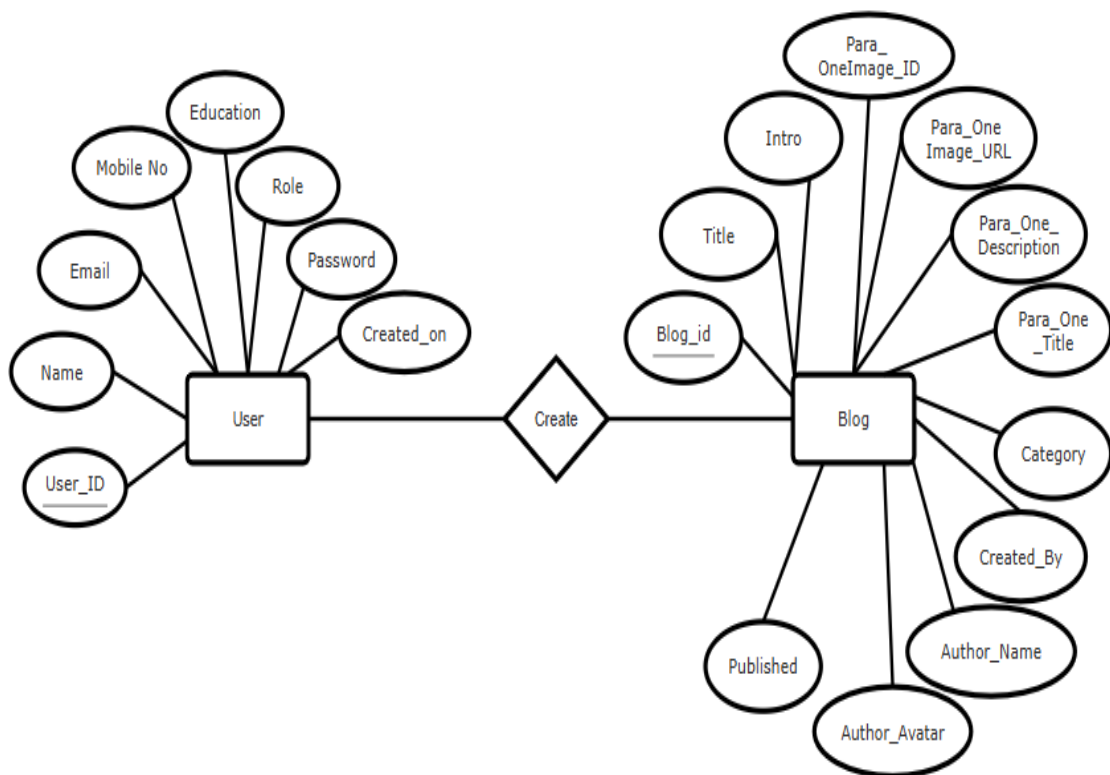 Para_
OneImage_ID
Education
Intro
Para_One
Image_URL
Mobile No
Role
Title
Para_One_
Description
Email
Password
Created_on
Blog_id
Para_One
_Title
Name
User
Create
Blog
Category
User_ID
Created_By
Published
Author_Name
Author_Avatar